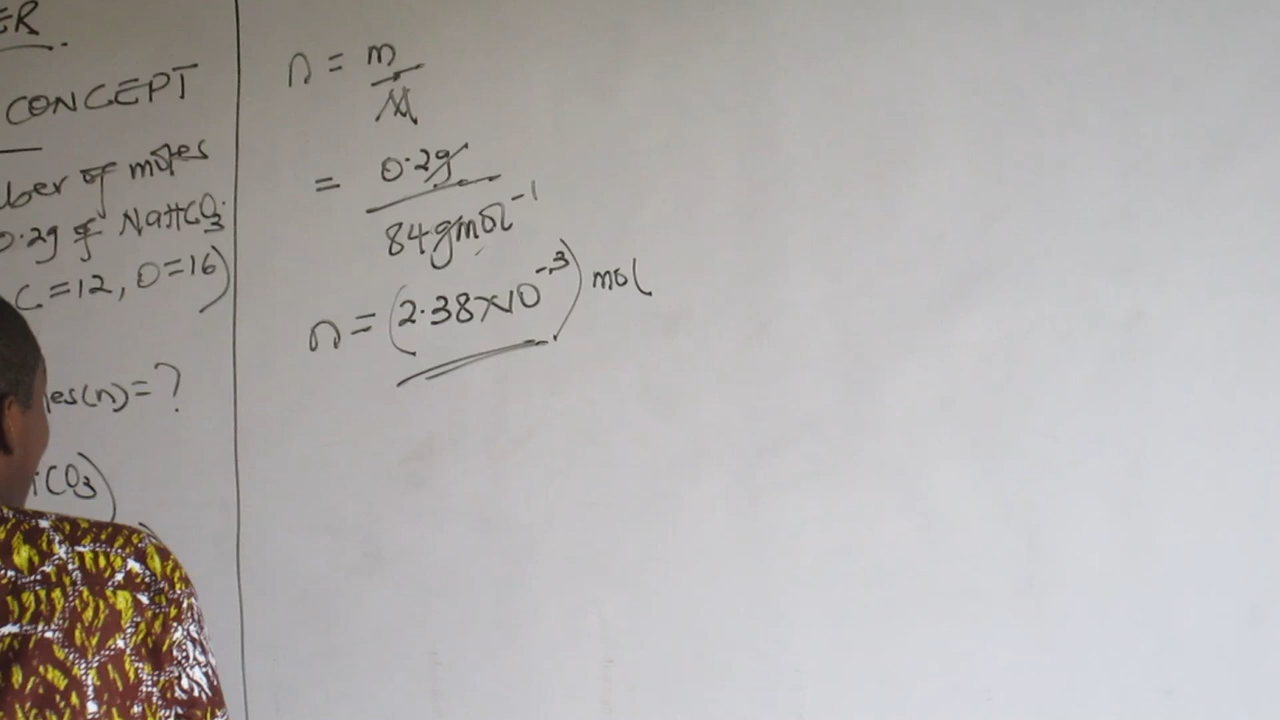 ER.
CONCEPT
ber of moles
0.2g of NaHCO3
C=12, O=16)
es(n) = ?
CO3)
n = m
M
= 0.2g
84gmol⁻¹
n = (2.38×10⁻³) mol